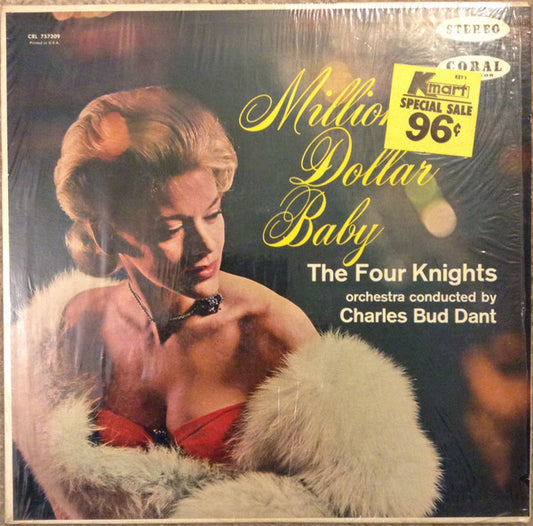 CRL 757309
Printed in U.S.A.
STEREO
CORAL
Kmart
SPECIAL SALE
96¢
Million
Dollar
Baby
The Four Knights
orchestra conducted by
Charles Bud Dant